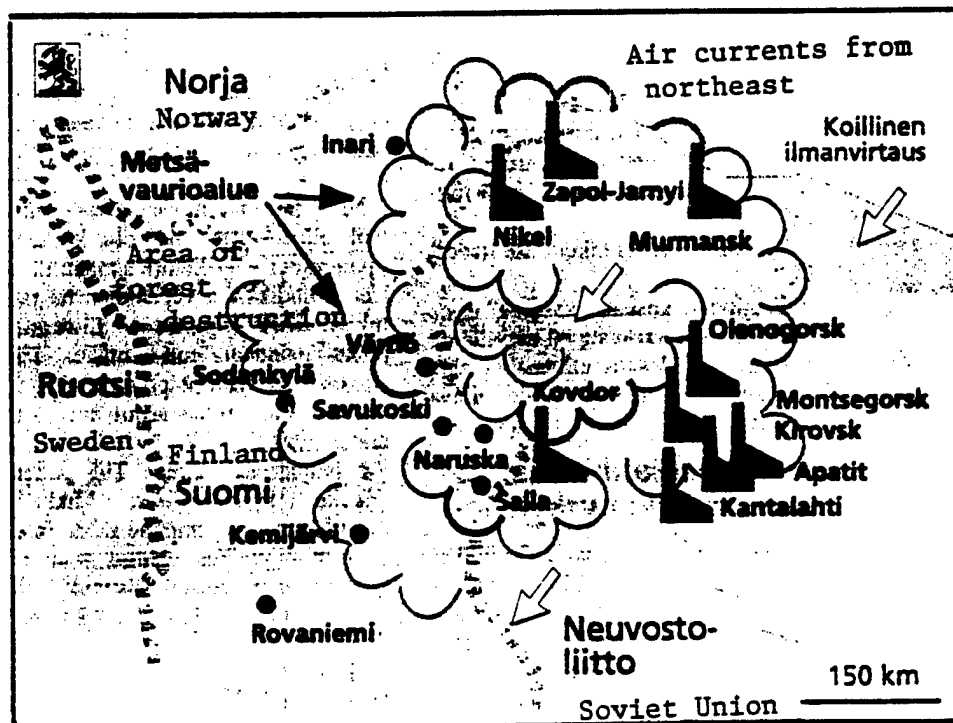 Air currents from
northeast
Norja
Norway
Koillinen
ilmanvirtaus
Inari
Metsä-
vaurioalue
Zapol-Jarnyi
Nikel
Murmansk
Area of
forest
destruction
Olenogorsk
Värriö
Ruotsi
Sodankylä
Savukoski
Kovdor
Montsegorsk
Kirovsk
Sweden
Finland
Naruska
Apatit
Suomi
Salla
Kantalahti
Kemijärvi
Rovaniemi
Neuvosto-
liitto
150 km
Soviet Union